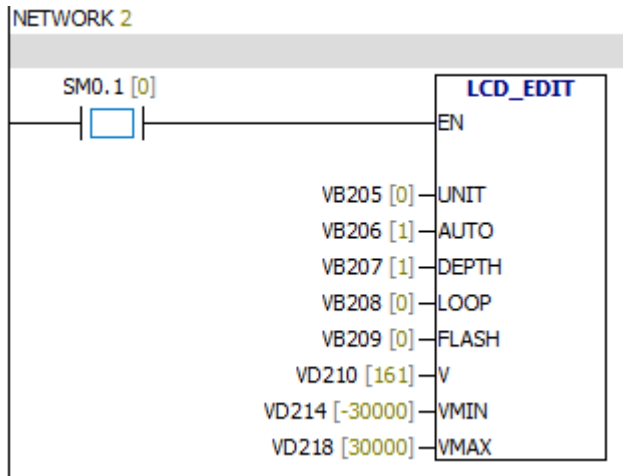 NETWORK 2
SM0.1 [0]
LCD_EDIT
EN
VB205 [0] UNIT
VB206 [1] AUTO
VB207 [1] DEPTH
VB208 [0] LOOP
VB209 [0] FLASH
VD210 [161] V
VD214 [-30000] VMIN
VD218 [30000] VMAX